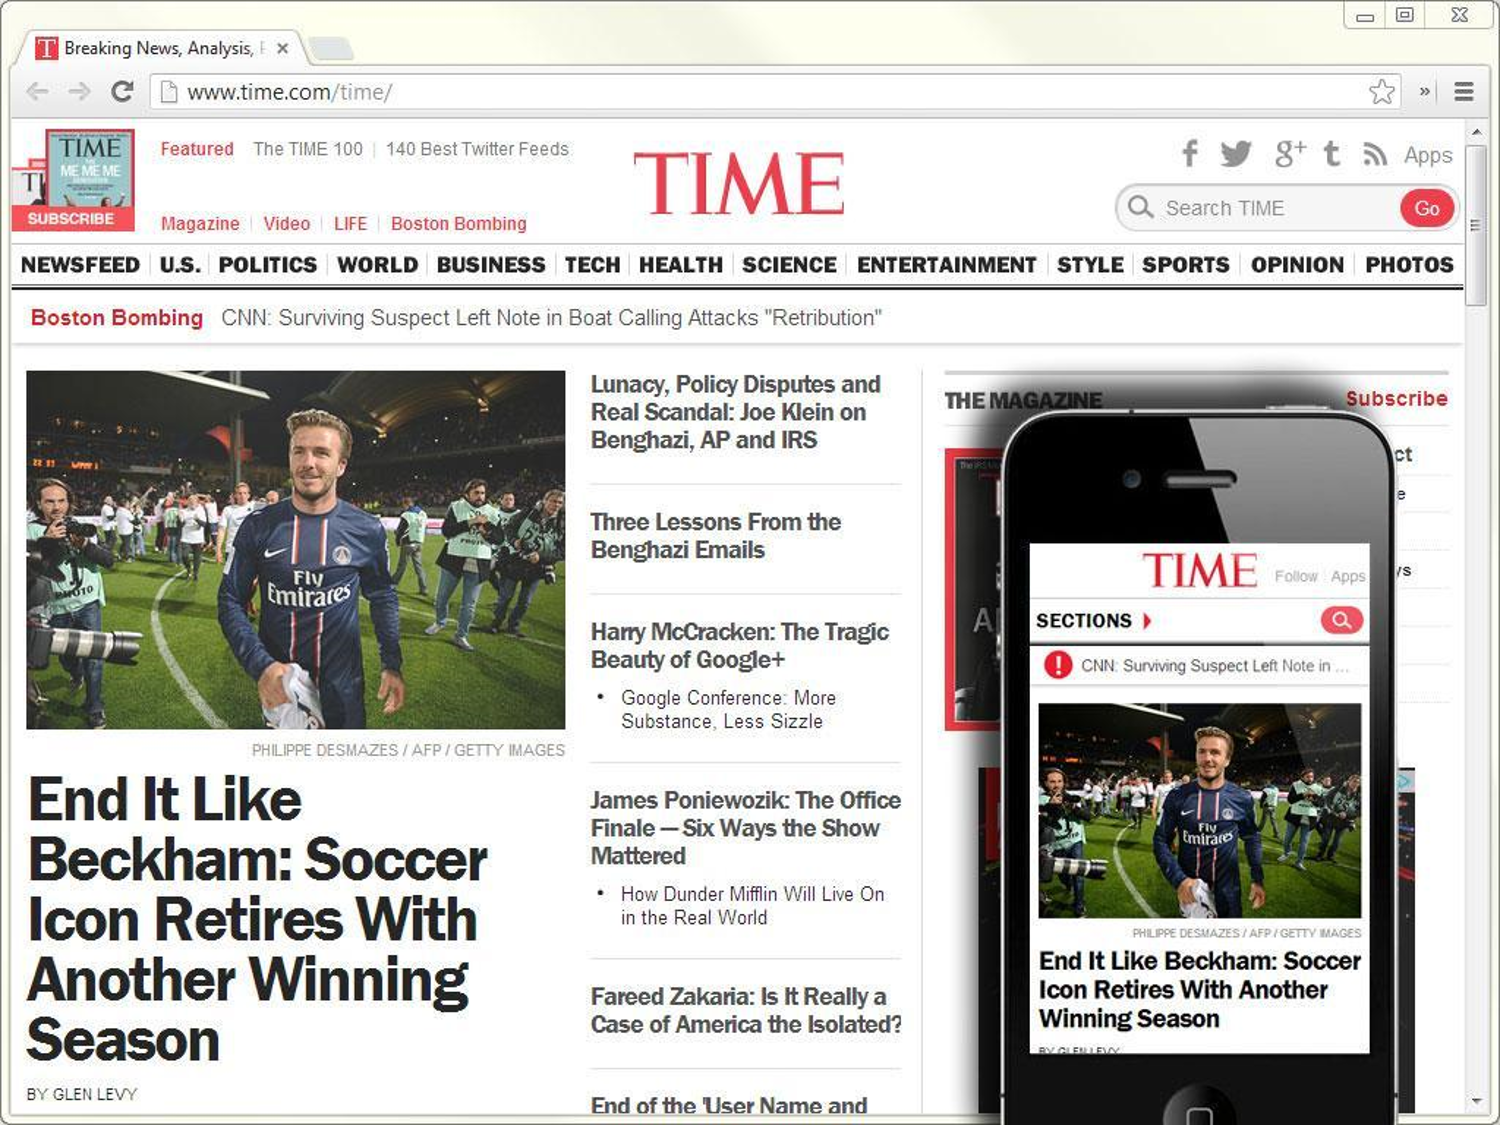 Breaking News, Analysis,
www.time.com/time/
TIME
ME ME ME
SUBSCRIBE
Featured The TIME 100 140 Best Twitter Feeds
Magazine Video LIFE Boston Bombing
TIME
Apps
Search TIME Go
NEWSFEED U.S. POLITICS WORLD BUSINESS TECH HEALTH SCIENCE ENTERTAINMENT STYLE SPORTS OPINION PHOTOS
Boston Bombing CNN: Surviving Suspect Left Note in Boat Calling Attacks "Retribution"
Fly
Emirates
PHILIPPE DESMAZES / AFP / GETTY IMAGES
End It Like
Beckham: Soccer
Icon Retires With
Another Winning
Season
BY GLEN LEVY
Lunacy, Policy Disputes and
Real Scandal: Joe Klein on
Benghazi, AP and IRS
Three Lessons From the
Benghazi Emails
Harry McCracken: The Tragic
Beauty of Google+
• Google Conference: More
Substance, Less Sizzle
James Poniewozik: The Office
Finale — Six Ways the Show
Mattered
• How Dunder Mifflin Will Live On
in the Real World
Fareed Zakaria: Is It Really a
Case of America the Isolated?
End of the 'User Name and
THE MAGAZINE Subscribe
TIME Follow Apps
SECTIONS
CNN: Surviving Suspect Left Note in ...
Fly
Emirates
PHILIPPE DESMAZES / AFP / GETTY IMAGES
End It Like Beckham: Soccer
Icon Retires With Another
Winning Season
BY GLEN LEVY